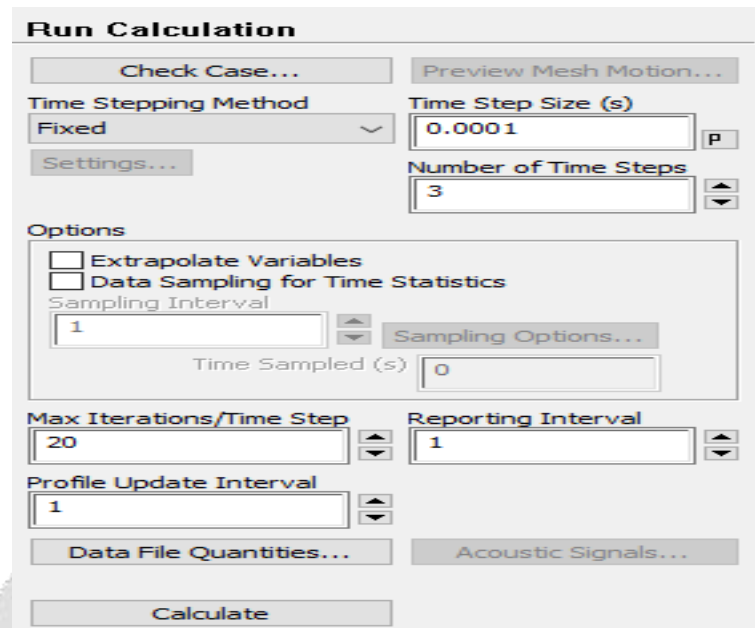 Run Calculation
Check Case...
Preview Mesh Motion...
Time Stepping Method
Time Step Size (s)
Fixed
0.0001
P
Settings...
Number of Time Steps
3
Options
Extrapolate Variables
Data Sampling for Time Statistics
Sampling Interval
1
Sampling Options...
Time Sampled (s)
0
Max Iterations/Time Step
Reporting Interval
20
1
Profile Update Interval
1
Data File Quantities...
Acoustic Signals...
Calculate